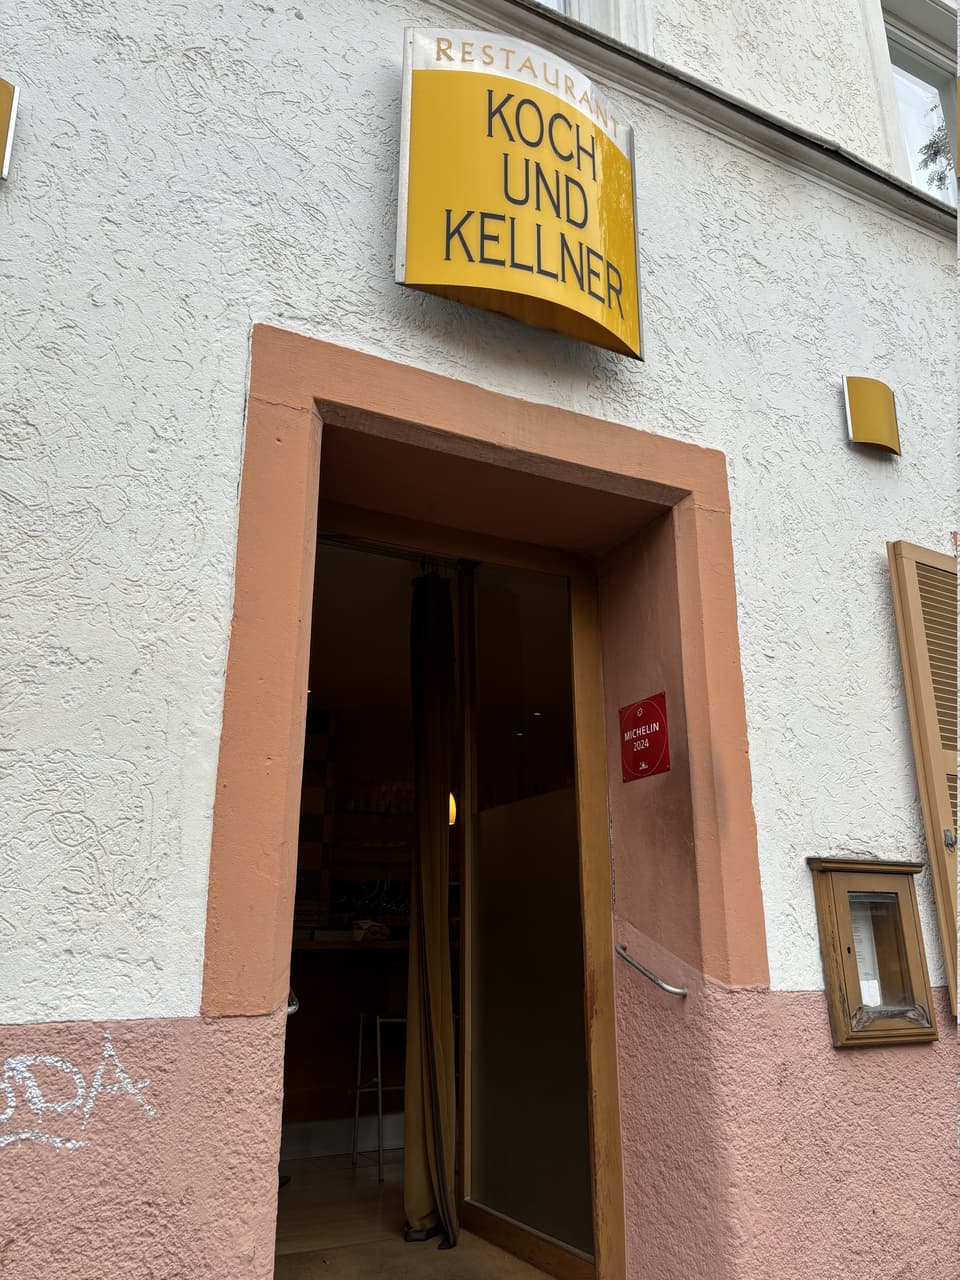 RESTAURANT
KOCH
UND
KELLNER
MICHELIN
2024